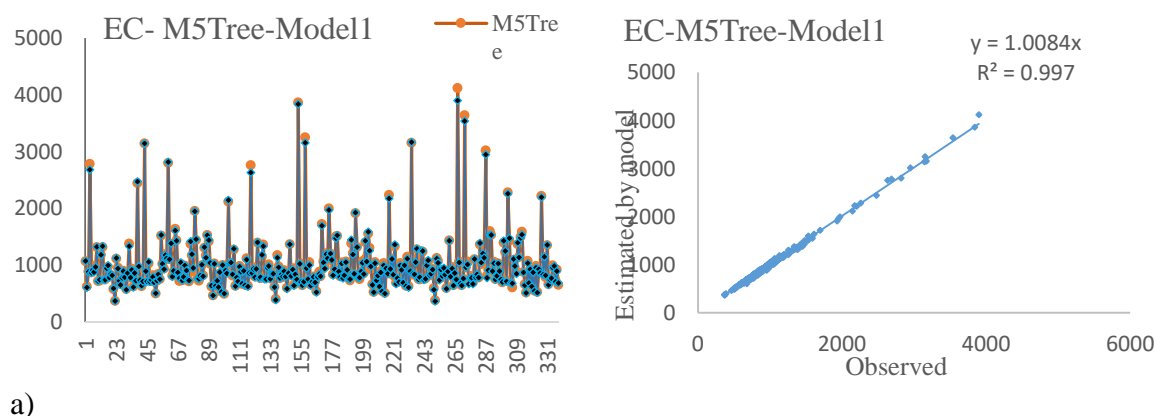 EC- M5Tree-Model1
M5Tre
e
5000
4000
3000
2000
1000
0
1 23 45 67 89 111 133 155 177 199 221 243 265 287 309 331
EC-M5Tree-Model1
y = 1.0084x
R² = 0.997
5000
4000
3000
2000
1000
0
Estimated by model
0 2000 4000 6000
Observed
a)